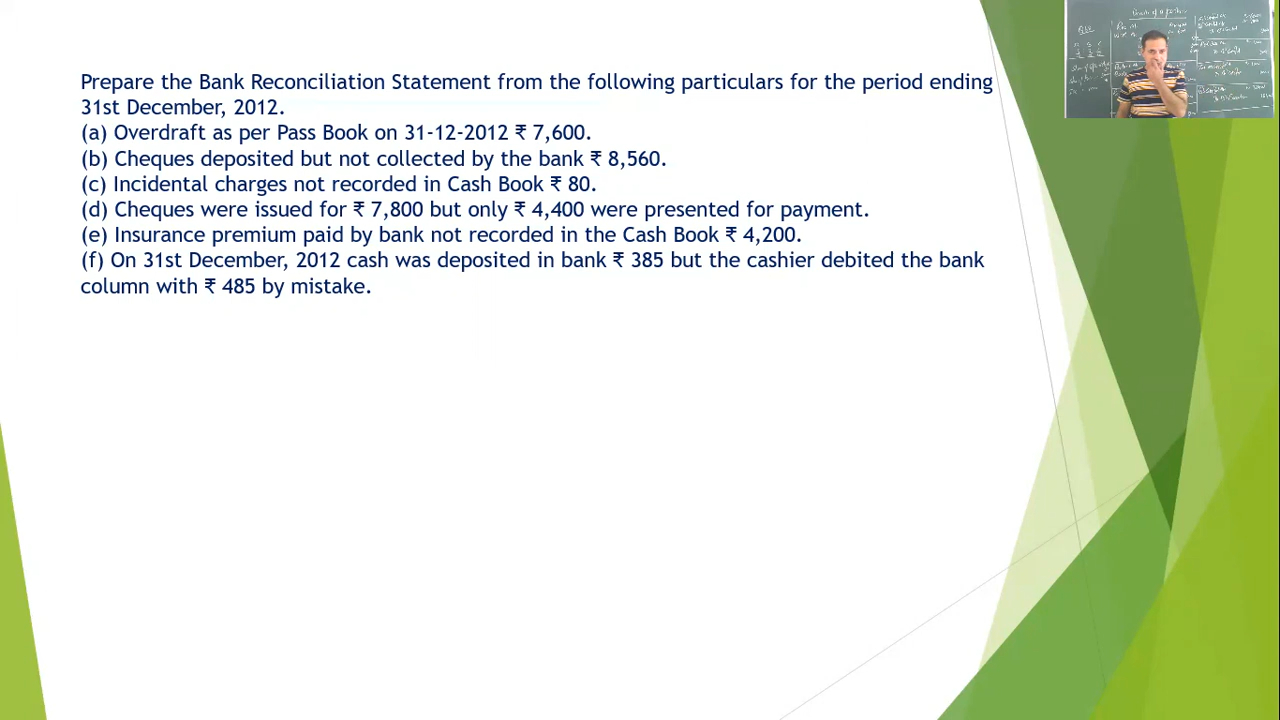 Prepare the Bank Reconciliation Statement from the following particulars for the period ending
31st December, 2012.
(a) Overdraft as per Pass Book on 31-12-2012 ₹ 7,600.
(b) Cheques deposited but not collected by the bank ₹ 8,560.
(c) Incidental charges not recorded in Cash Book ₹ 80.
(d) Cheques were issued for ₹ 7,800 but only ₹ 4,400 were presented for payment.
(e) Insurance premium paid by bank not recorded in the Cash Book ₹ 4,200.
(f) On 31st December, 2012 cash was deposited in bank ₹ 385 but the cashier debited the bank
column with ₹ 485 by mistake.